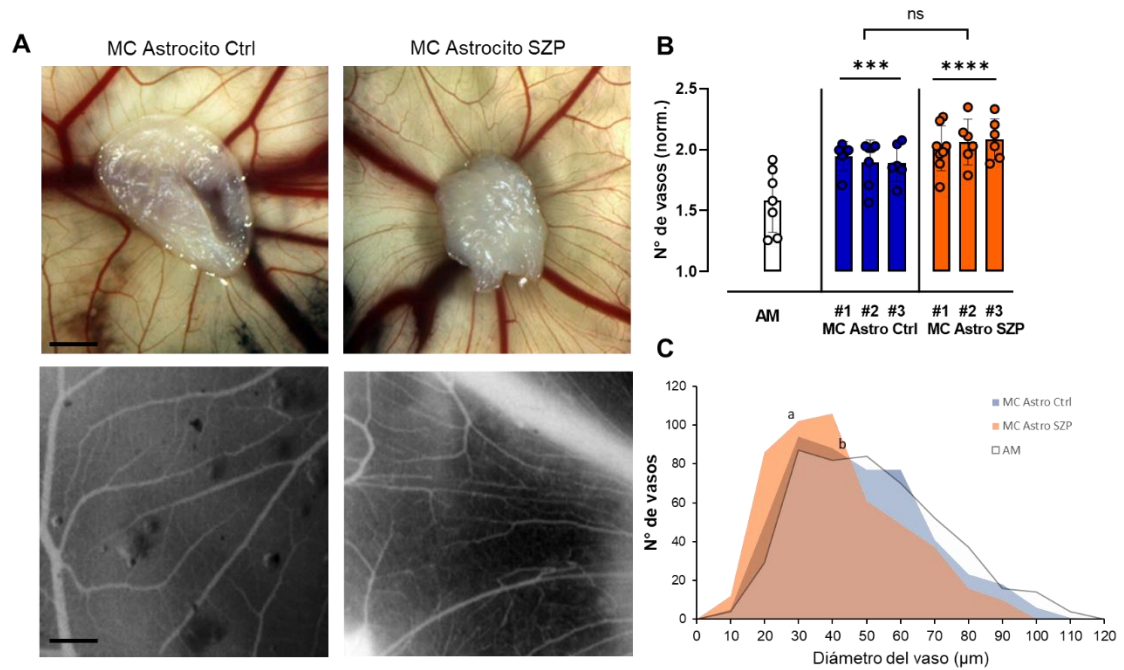 A
MC Astrocito Ctrl
MC Astrocito SZP
B
ns
***
****
N° de vasos (norm.)
2.5
2.0
1.5
1.0
AM
#1 #2 #3
MC Astro Ctrl
#1 #2 #3
MC Astro SZP
C
N° de vasos
120
100
80
60
40
20
0
a
b
MC Astro Ctrl
MC Astro SZP
AM
0 10 20 30 40 50 60 70 80 90 100 110 120
Diámetro del vaso (µm)